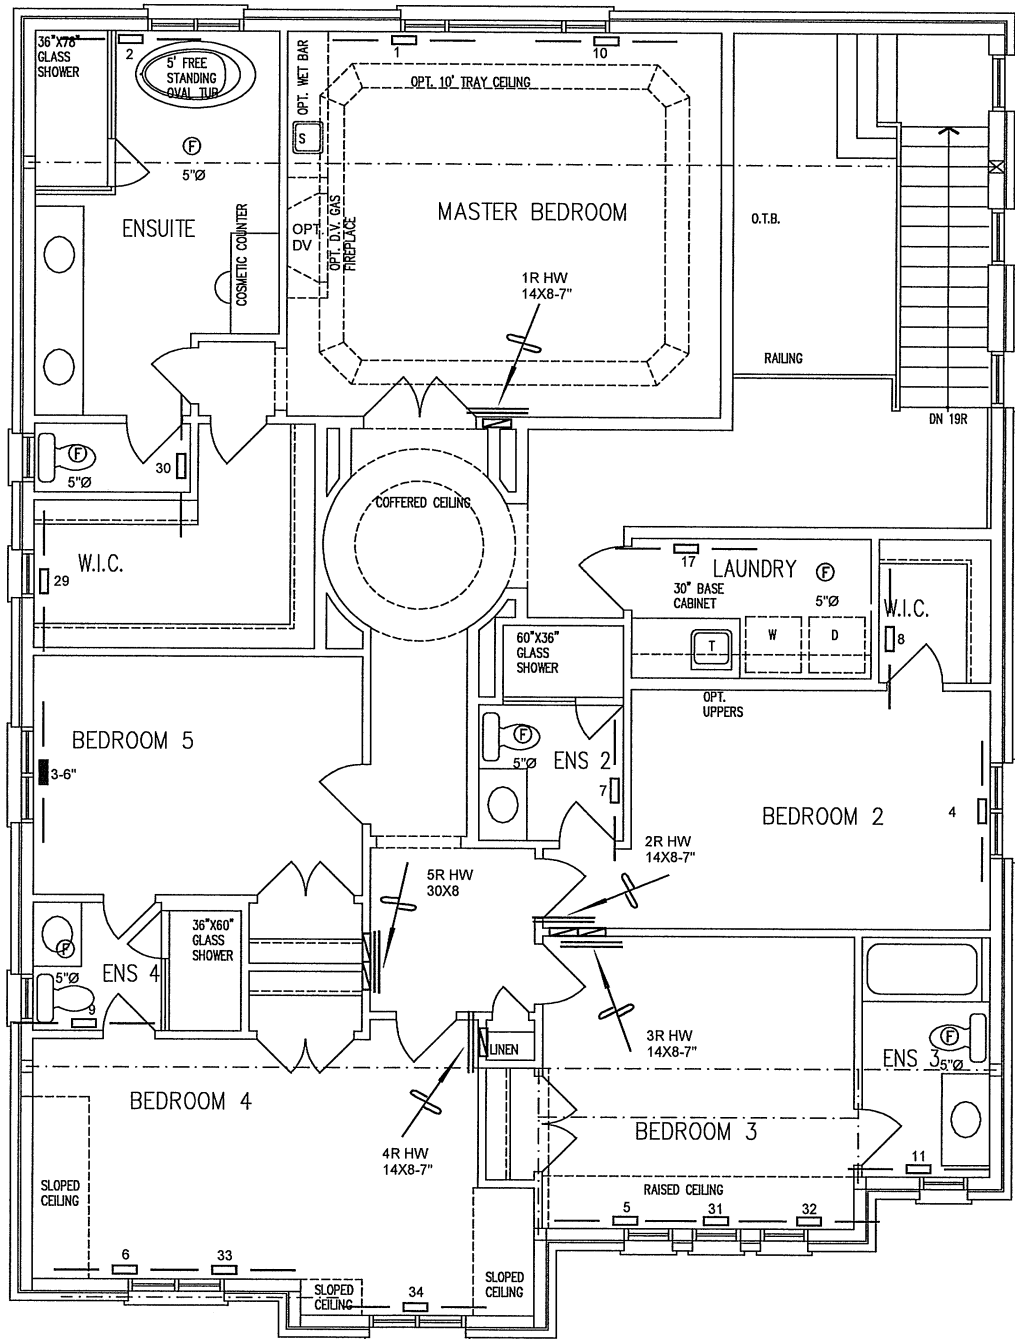 36"X78"
GLASS
SHOWER
2
5' FREE
STANDING
OVAL TUB
F
5"Ø
ENSUITE
COSMETIC COUNTER
OPT. WET BAR
S
1
10
OPT. 10' TRAY CEILING
MASTER BEDROOM
OPT.
DV
OPT. D.V. GAS
FIREPLACE
1R HW
14X8-7"
O.T.B.
RAILING
DN 19R
F
5"Ø
30
29
W.I.C.
COFFERED CEILING
17
LAUNDRY
F
5"Ø
30" BASE
CABINET
T
W
D
W.I.C.
8
60"X36"
GLASS
SHOWER
OPT.
UPPERS
BEDROOM 5
3-6"
F
5"Ø
ENS 2
7
BEDROOM 2
4
2R HW
14X8-7"
5R HW
30X8
36"X60"
GLASS
SHOWER
F
5"Ø
ENS 4
9
3R HW
14X8-7"
LINEN
F
ENS 3
5"Ø
BEDROOM 4
4R HW
14X8-7"
BEDROOM 3
11
SLOPED
CEILING
RAISED CEILING
5
31
32
6
33
34
SLOPED
CEILING
SLOPED
CEILING